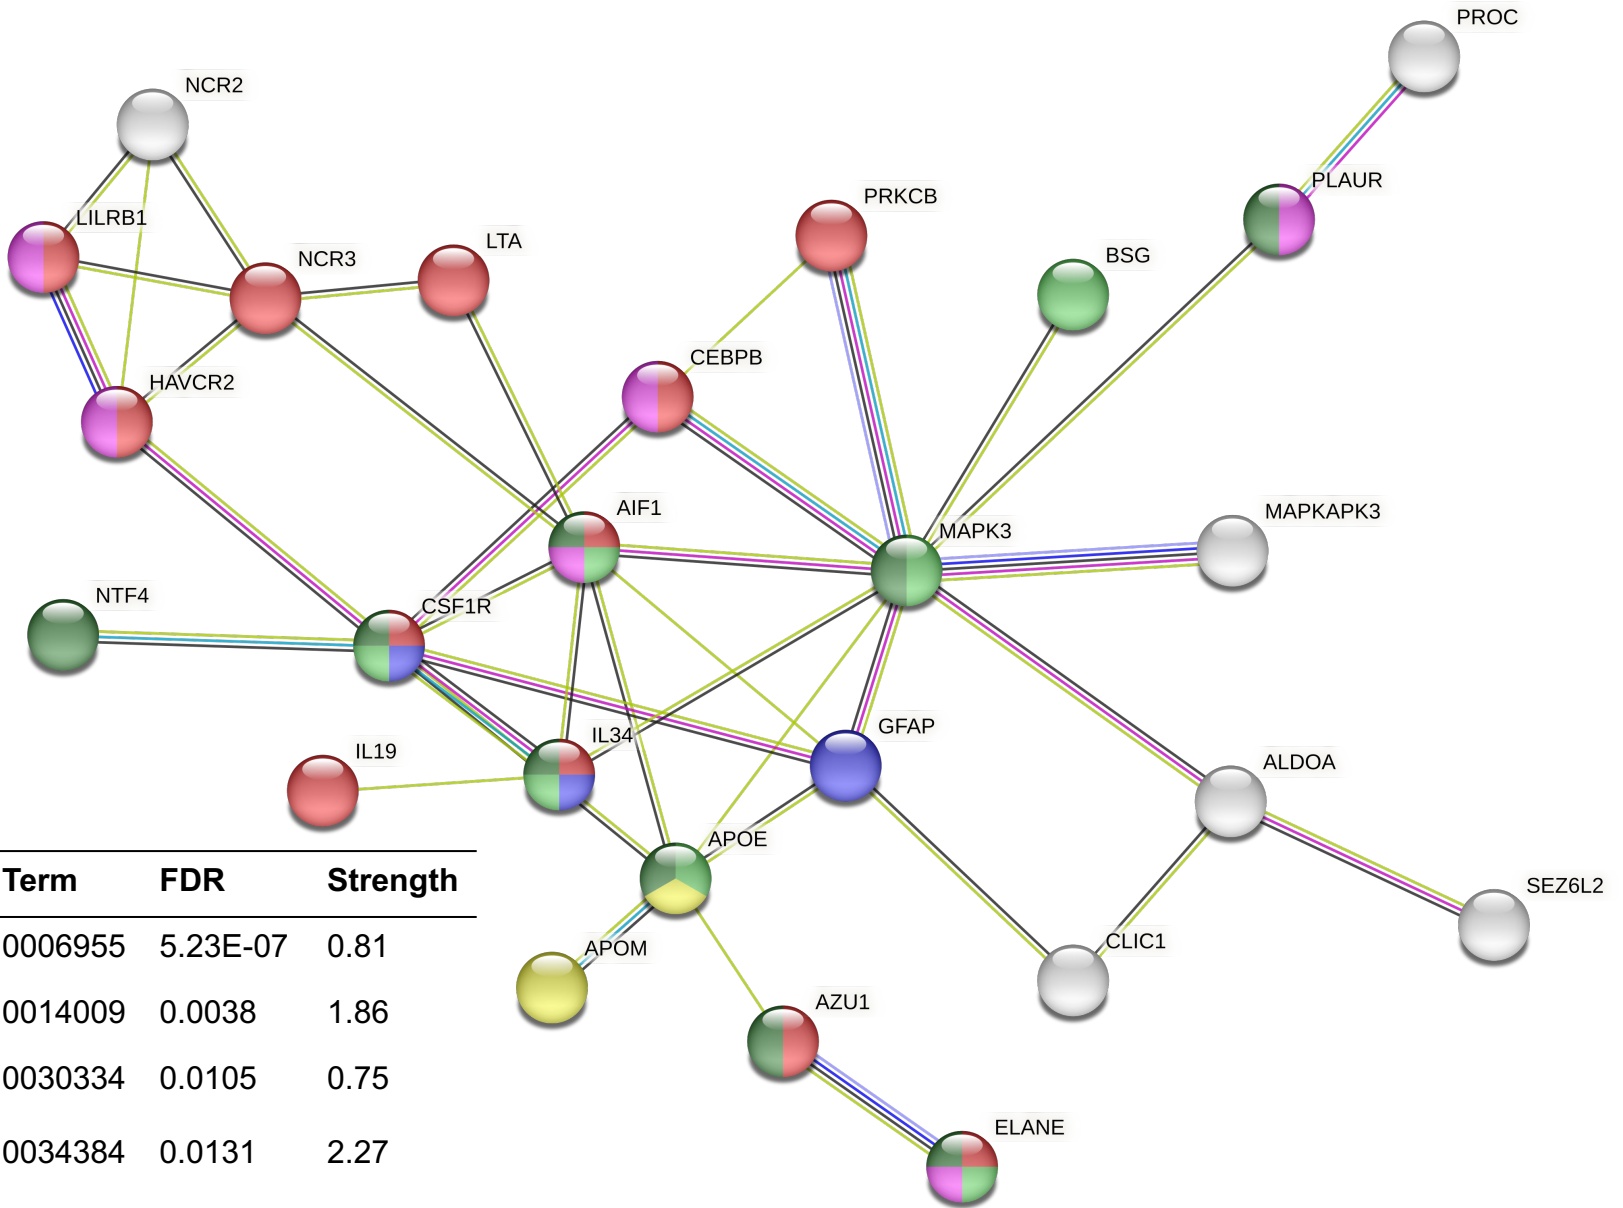 PROC
NCR2
PLAUR
PRKCB
LILRB1
LTA
BSG
NCR3
CEBPB
HAVCR2
AIF1
MAPKAPK3
MAPK3
NTF4
CSF1R
GFAP
IL34
IL19
ALDOA
APOE
SEZ6L2
CLIC1
APOM
AZU1
ELANE
Term FDR Strength
0006955 5.23E-07 0.81
0014009 0.0038 1.86
0030334 0.0105 0.75
0034384 0.0131 2.27